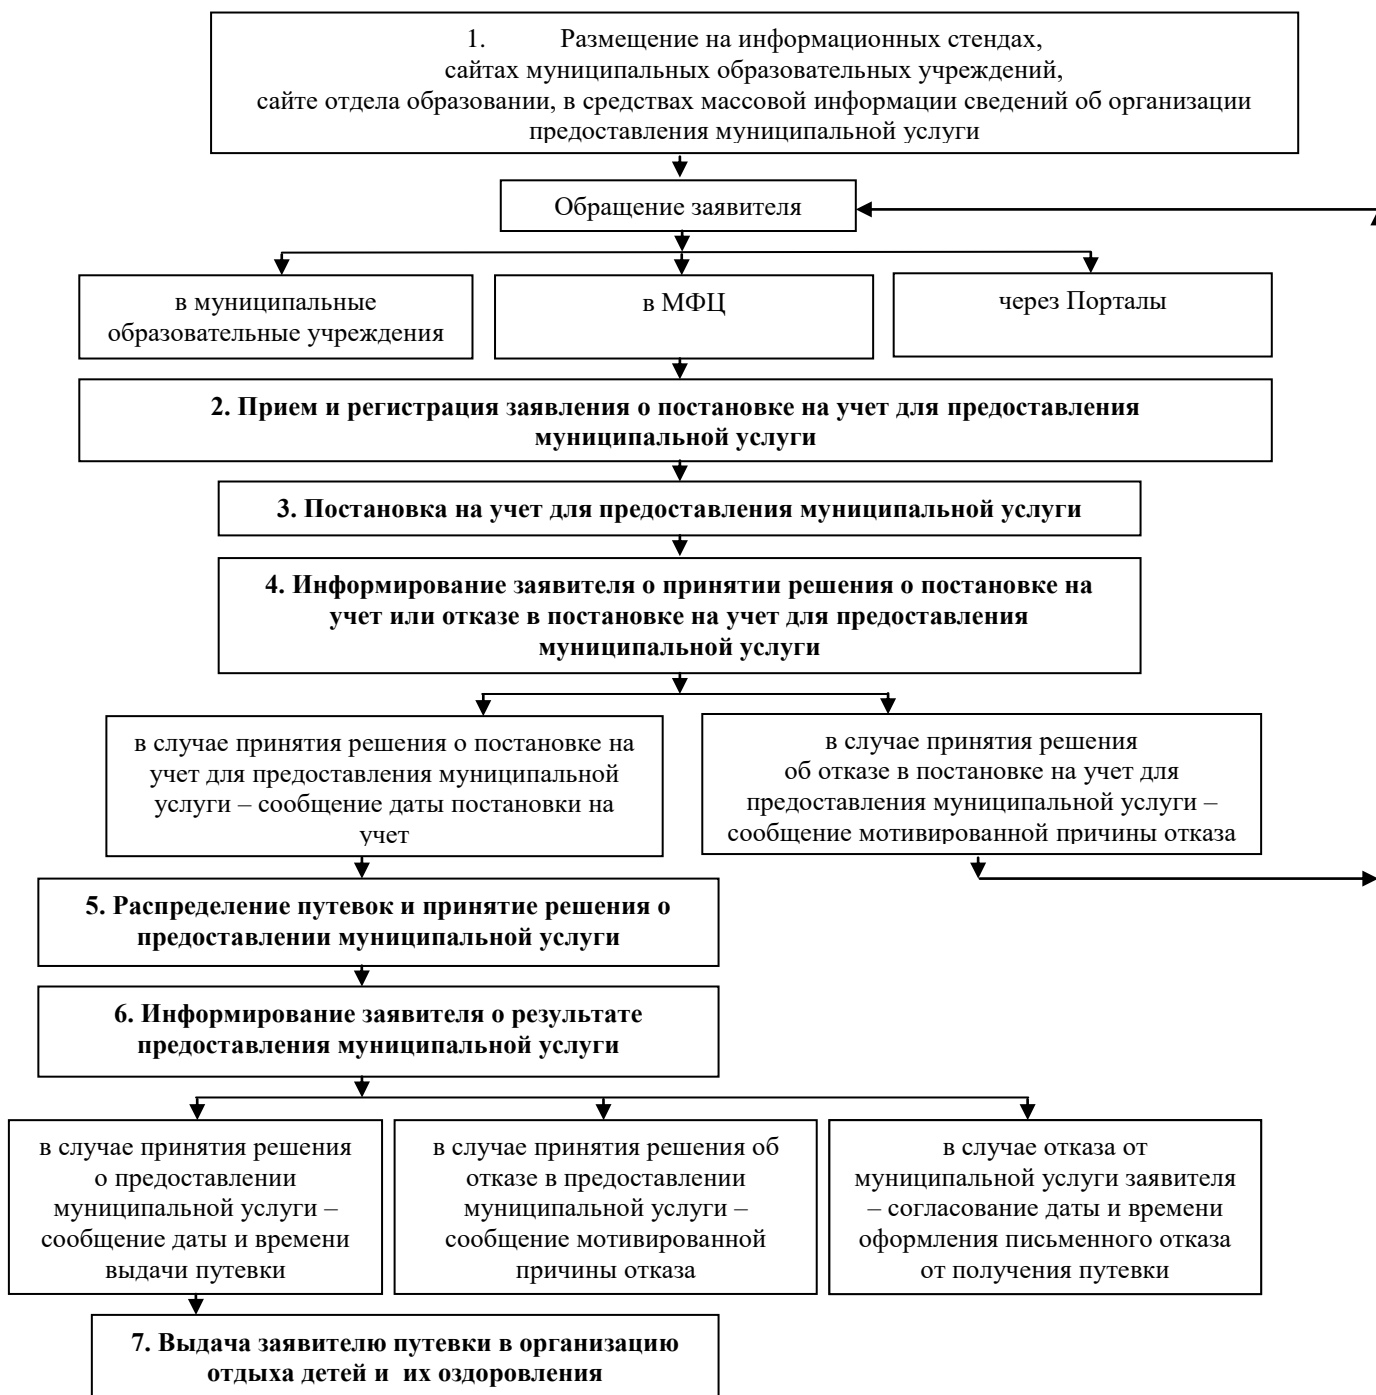 1. Размещение на информационных стендах,
сайтах муниципальных образовательных учреждений,
сайте отдела образовании, в средствах массовой информации сведений об организации
предоставления муниципальной услуги
Обращение заявителя
в муниципальные
образовательные учреждения
в МФЦ
через Порталы
2. Прием и регистрация заявления о постановке на учет для предоставления
муниципальной услуги
3. Постановка на учет для предоставления муниципальной услуги
4. Информирование заявителя о принятии решения о постановке на
учет или отказе в постановке на учет для предоставления
муниципальной услуги
в случае принятия решения о постановке на
учет для предоставления муниципальной
услуги – сообщение даты постановки на
учет
в случае принятия решения
об отказе в постановке на учет для
предоставления муниципальной услуги –
сообщение мотивированной причины отказа
5. Распределение путевок и принятие решения о
предоставлении муниципальной услуги
6. Информирование заявителя о результате
предоставления муниципальной услуги
в случае принятия решения
о предоставлении
муниципальной услуги –
сообщение даты и времени
выдачи путевки
в случае принятия решения об
отказе в предоставлении
муниципальной услуги –
сообщение мотивированной
причины отказа
в случае отказа от
муниципальной услуги заявителя
– согласование даты и времени
оформления письменного отказа
от получения путевки
7. Выдача заявителю путевки в организацию
отдыха детей и их оздоровления